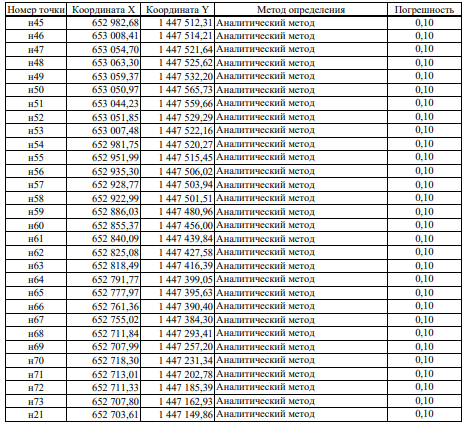 Номер точки Координата X Координата Y Метод определения Погрешность
н45 652 982,68 1 447 512,31 Аналитический метод 0,10
н46 653 008,41 1 447 514,21 Аналитический метод 0,10
н47 653 054,70 1 447 521,64 Аналитический метод 0,10
н48 653 063,30 1 447 525,62 Аналитический метод 0,10
н49 653 059,37 1 447 532,20 Аналитический метод 0,10
н50 653 050,97 1 447 565,73 Аналитический метод 0,10
н51 653 044,23 1 447 559,66 Аналитический метод 0,10
н52 653 051,85 1 447 529,29 Аналитический метод 0,10
н53 653 007,48 1 447 522,16 Аналитический метод 0,10
н54 652 981,75 1 447 520,27 Аналитический метод 0,10
н55 652 951,99 1 447 515,45 Аналитический метод 0,10
н56 652 935,30 1 447 506,02 Аналитический метод 0,10
н57 652 928,77 1 447 503,94 Аналитический метод 0,10
н58 652 922,99 1 447 501,51 Аналитический метод 0,10
н59 652 886,03 1 447 480,96 Аналитический метод 0,10
н60 652 855,37 1 447 456,00 Аналитический метод 0,10
н61 652 840,09 1 447 439,84 Аналитический метод 0,10
н62 652 825,08 1 447 427,58 Аналитический метод 0,10
н63 652 818,49 1 447 416,39 Аналитический метод 0,10
н64 652 791,77 1 447 399,05 Аналитический метод 0,10
н65 652 777,97 1 447 395,63 Аналитический метод 0,10
н66 652 761,36 1 447 390,40 Аналитический метод 0,10
н67 652 755,02 1 447 384,30 Аналитический метод 0,10
н68 652 711,84 1 447 293,41 Аналитический метод 0,10
н69 652 707,99 1 447 257,20 Аналитический метод 0,10
н70 652 718,30 1 447 231,34 Аналитический метод 0,10
н71 652 713,01 1 447 202,78 Аналитический метод 0,10
н72 652 711,33 1 447 185,39 Аналитический метод 0,10
н73 652 707,80 1 447 162,93 Аналитический метод 0,10
н21 652 703,61 1 447 149,86 Аналитический метод 0,10